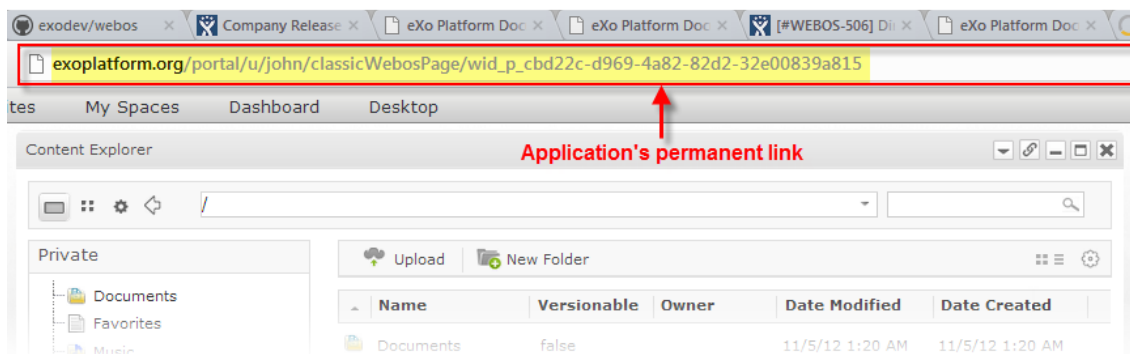 exodev/webos Company Release eXo Platform Doc eXo Platform Doc [#WEBOS-506] Di eXo Platform Doc
exoplatform.org/portal/u/john/classicWebosPage/wid_p_cbd22c-d969-4a82-82d2-32e00839a815
tes My Spaces Dashboard Desktop
Content Explorer Application's permanent link
/
Private Upload New Folder
Documents Name Versionable Owner Date Modified Date Created
Favorites
Music Documents false 11/5/12 1:20 AM 11/5/12 1:20 AM